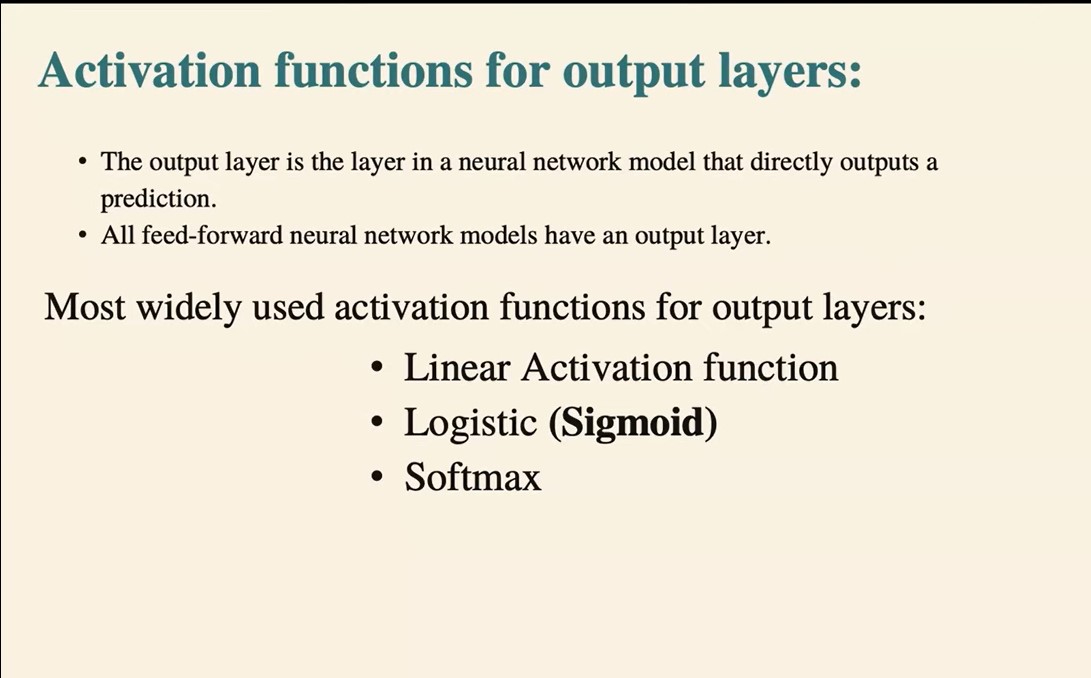 Activation functions for output layers:
• The output layer is the layer in a neural network model that directly outputs a
prediction.
• All feed-forward neural network models have an output layer.
Most widely used activation functions for output layers:
• Linear Activation function
• Logistic (Sigmoid)
• Softmax